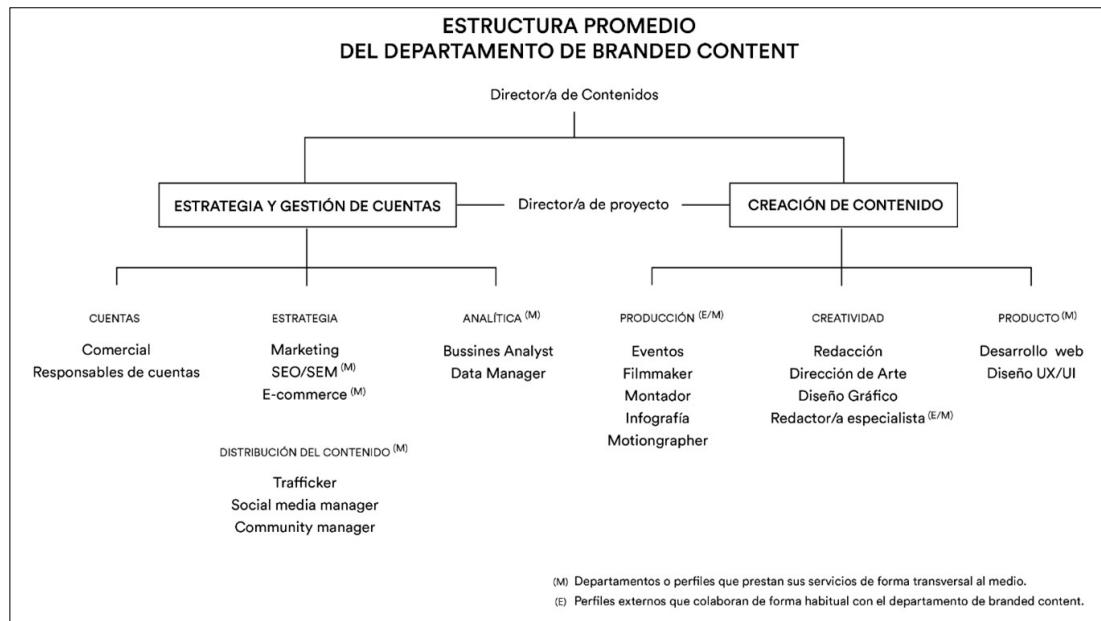 ESTRUCTURA PROMEDIO
DEL DEPARTAMENTO DE BRANDED CONTENT
Director/a de Contenidos
ESTRATEGIA Y GESTIÓN DE CUENTAS
Director/a de proyecto
CREACIÓN DE CONTENIDO
CUENTAS
Comercial
Responsables de cuentas
ESTRATEGIA
Marketing
SEO/SEM (M)
E-commerce (M)
DISTRIBUCIÓN DEL CONTENIDO (M)
Trafficker
Social media manager
Community manager
ANALÍTICA (M)
Bussines Analyst
Data Manager
PRODUCCIÓN (E/M)
Eventos
Filmmaker
Montador
Infografía
Motiongrapher
CREATIVIDAD
Redacción
Dirección de Arte
Diseño Gráfico
Redactor/a especialista (E/M)
PRODUCTO (M)
Desarrollo web
Diseño UX/UI
(M) Departamentos o perfiles que prestan sus servicios de forma transversal al medio.
(E) Perfiles externos que colaboran de forma habitual con el departamento de branded content.